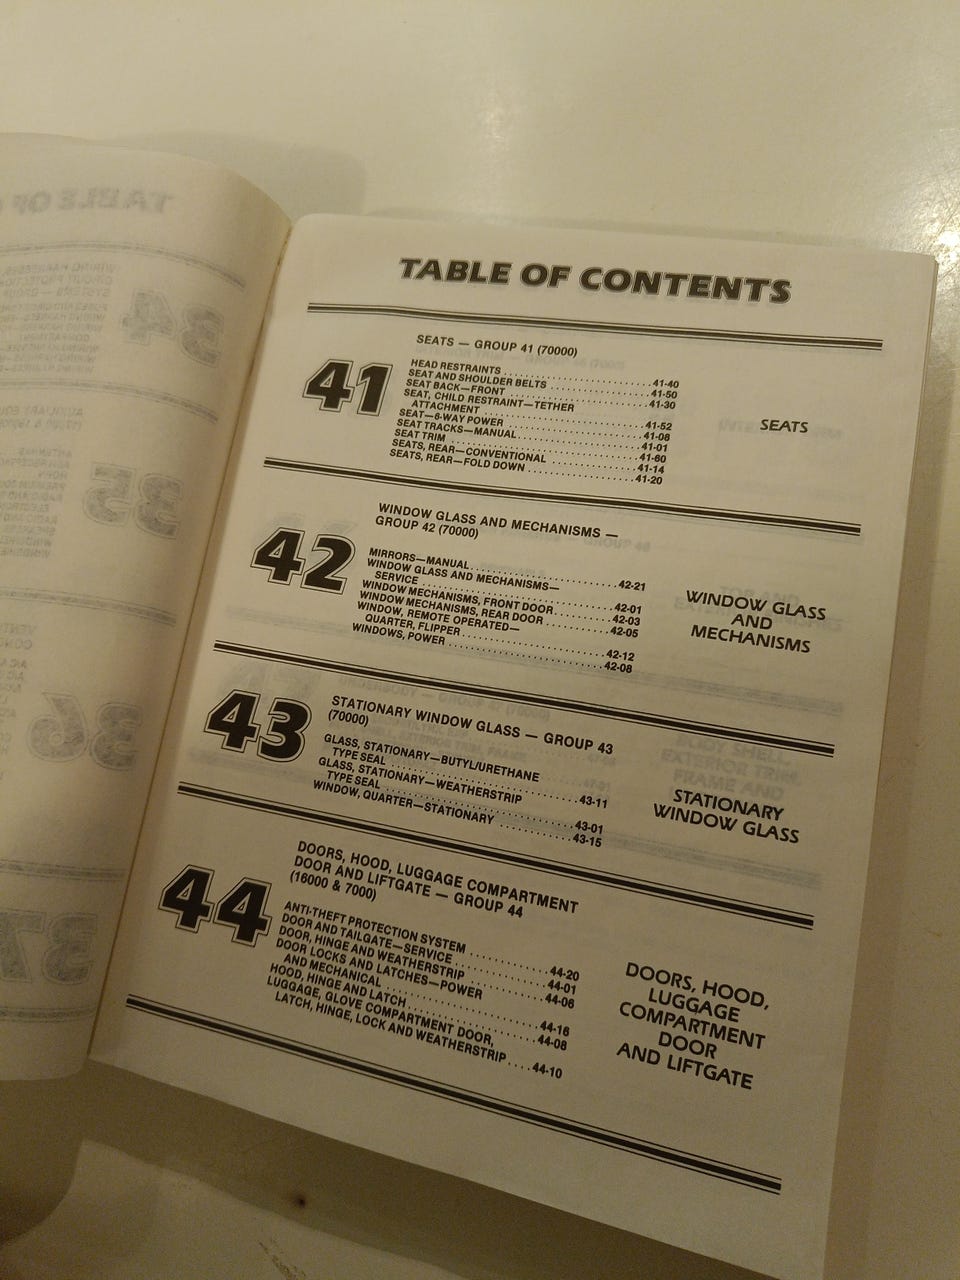 TABLE OF CONTENTS
41
SEATS — GROUP 41 (70000)
HEAD RESTRAINTS ........ 41-40
SEAT AND SHOULDER BELTS ........ 41-50
SEAT BACK—FRONT ........ 41-30
SEAT, CHILD RESTRAINT—TETHER
ATTACHMENT ........ 41-52
SEAT—6-WAY POWER ........ 41-08
SEAT TRACKS—MANUAL ........ 41-01
SEAT TRIM ........ 41-60
SEATS, REAR—CONVENTIONAL ........ 41-14
SEATS, REAR—FOLD DOWN ........ 41-20
SEATS
42
WINDOW GLASS AND MECHANISMS —
GROUP 42 (70000)
MIRRORS—MANUAL ........ 42-21
WINDOW GLASS AND MECHANISMS—
SERVICE ........ 42-01
WINDOW MECHANISMS, FRONT DOOR ........ 42-03
WINDOW MECHANISMS, REAR DOOR ........ 42-05
WINDOW, REMOTE OPERATED—
QUARTER, FLIPPER ........ 42-12
WINDOWS, POWER ........ 42-08
WINDOW GLASS
AND
MECHANISMS
43
STATIONARY WINDOW GLASS — GROUP 43
(70000)
GLASS, STATIONARY—BUTYL/URETHANE
TYPE SEAL ........ 43-11
GLASS, STATIONARY—WEATHERSTRIP
TYPE SEAL ........ 43-01
WINDOW, QUARTER—STATIONARY ........ 43-15
STATIONARY
WINDOW GLASS
44
DOORS, HOOD, LUGGAGE COMPARTMENT
DOOR AND LIFTGATE — GROUP 44
(16000 & 7000)
ANTI-THEFT PROTECTION SYSTEM ........ 44-20
DOOR AND TAILGATE—SERVICE ........ 44-01
DOOR, HINGE AND WEATHERSTRIP ........ 44-06
DOOR LOCKS AND LATCHES—POWER
AND MECHANICAL ........ 44-16
HOOD, HINGE AND LATCH ........ 44-08
LUGGAGE, GLOVE COMPARTMENT DOOR,
LATCH, HINGE, LOCK AND WEATHERSTRIP .... 44-10
DOORS, HOOD,
LUGGAGE
COMPARTMENT
DOOR
AND LIFTGATE